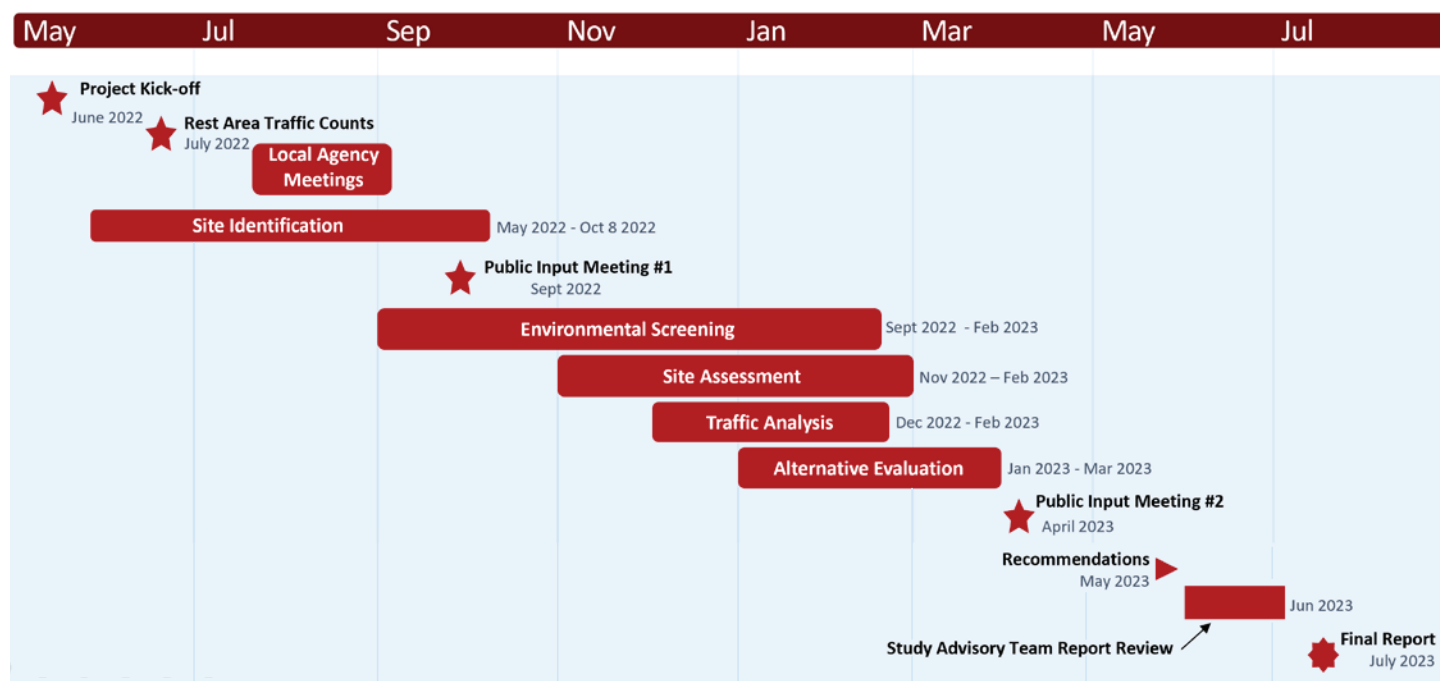 May Jul Sep Nov Jan Mar May Jul
Project Kick-off
June 2022
Rest Area Traffic Counts
July 2022
Local Agency
Meetings
Site Identification
May 2022 - Oct 8 2022
Public Input Meeting #1
Sept 2022
Environmental Screening
Sept 2022 - Feb 2023
Site Assessment
Nov 2022 – Feb 2023
Traffic Analysis
Dec 2022 - Feb 2023
Alternative Evaluation
Jan 2023 - Mar 2023
Public Input Meeting #2
April 2023
Recommendations
May 2023
Jun 2023
Study Advisory Team Report Review
Final Report
July 2023